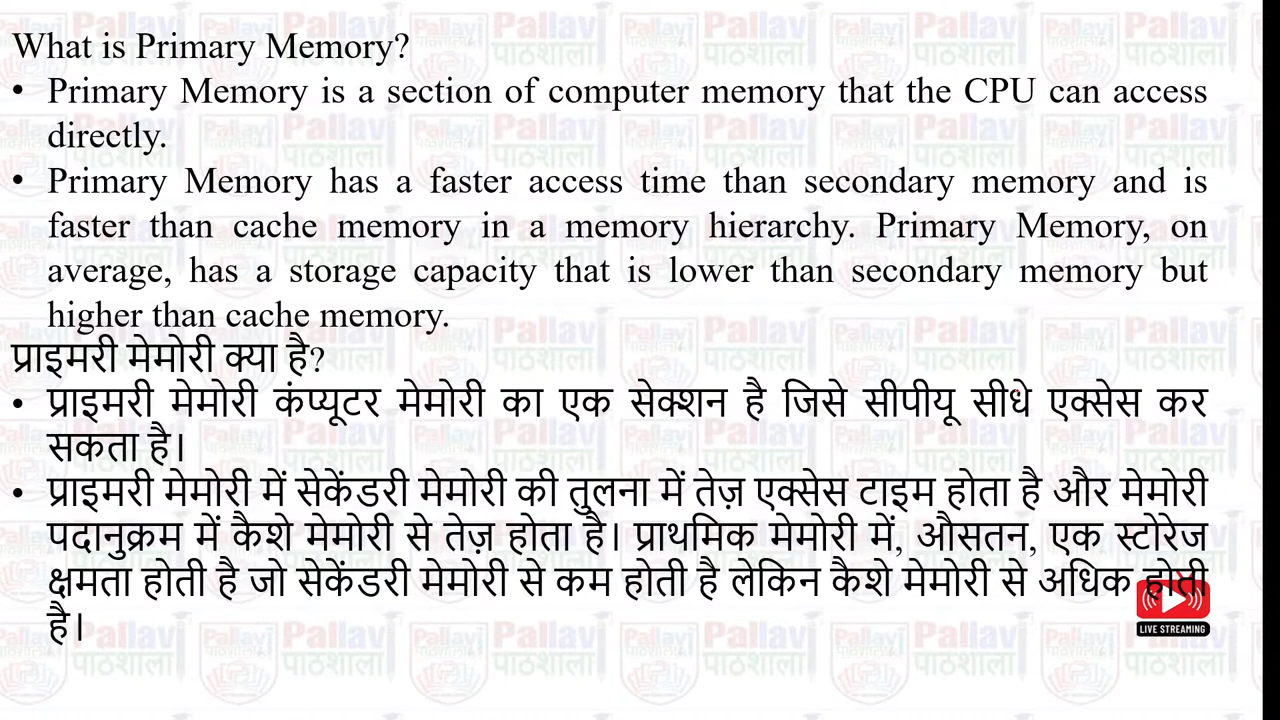 What is Primary Memory?
• Primary Memory is a section of computer memory that the CPU can access
directly.
• Primary Memory has a faster access time than secondary memory and is
faster than cache memory in a memory hierarchy. Primary Memory, on
average, has a storage capacity that is lower than secondary memory but
higher than cache memory.
प्राइमरी मेमोरी क्या है?
• प्राइमरी मेमोरी कंप्यूटर मेमोरी का एक सेक्शन है जिसे सीपीयू सीधे एक्सेस कर
सकता है।
• प्राइमरी मेमोरी में सेकेंडरी मेमोरी की तुलना में तेज़ एक्सेस टाइम होता है और मेमोरी
पदानुक्रम में कैशे मेमोरी से तेज़ होता है। प्राथमिक मेमोरी में, औसतन, एक स्टोरेज
क्षमता होती है जो सेकेंडरी मेमोरी से कम होती है लेकिन कैशे मेमोरी से अधिक होती
है।
LIVE STREAMING
Pallavi
पाठशाला